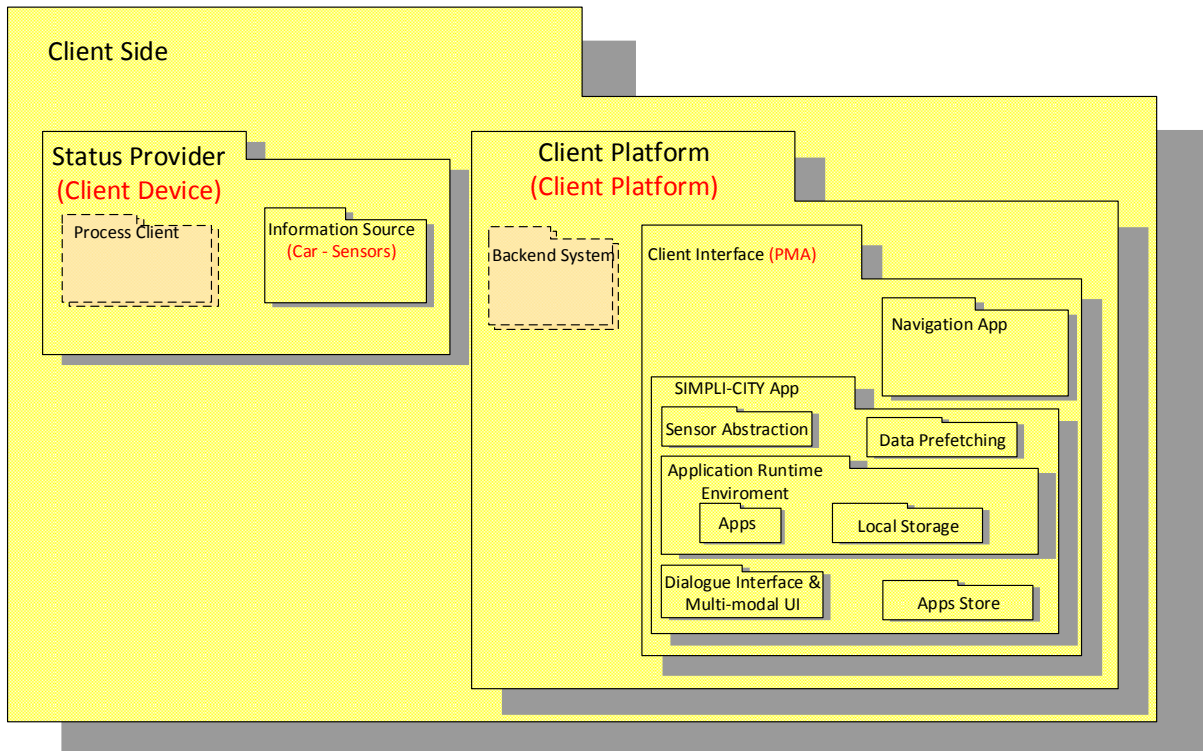 Client Side
Status Provider
(Client Device)
Process Client
Information Source
(Car - Sensors)
Client Platform
(Client Platform)
Backend System
Client Interface (PMA)
Navigation App
SIMPLI-CITY App
Sensor Abstraction
Data Prefetching
Application Runtime
Enviroment
Apps
Local Storage
Dialogue Interface &
Multi-modal UI
Apps Store